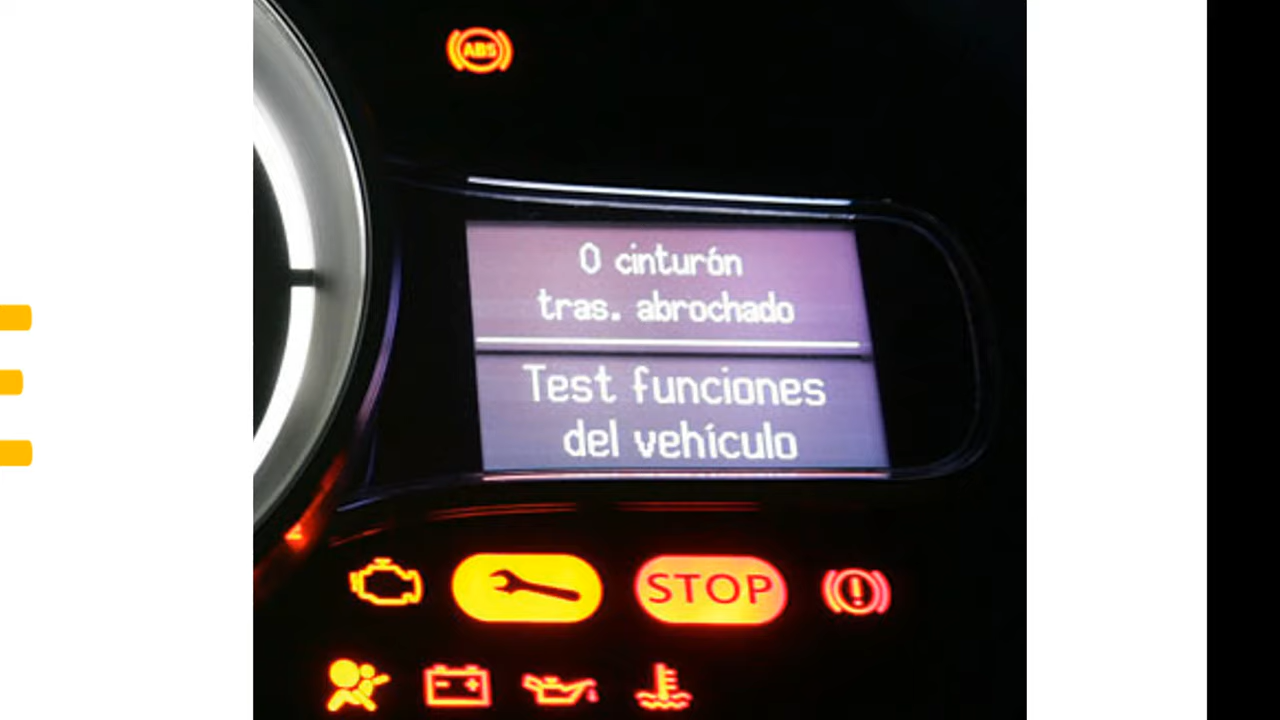 ABS
0 cinturón
tras. abrochado
Test funciones
del vehículo
STOP